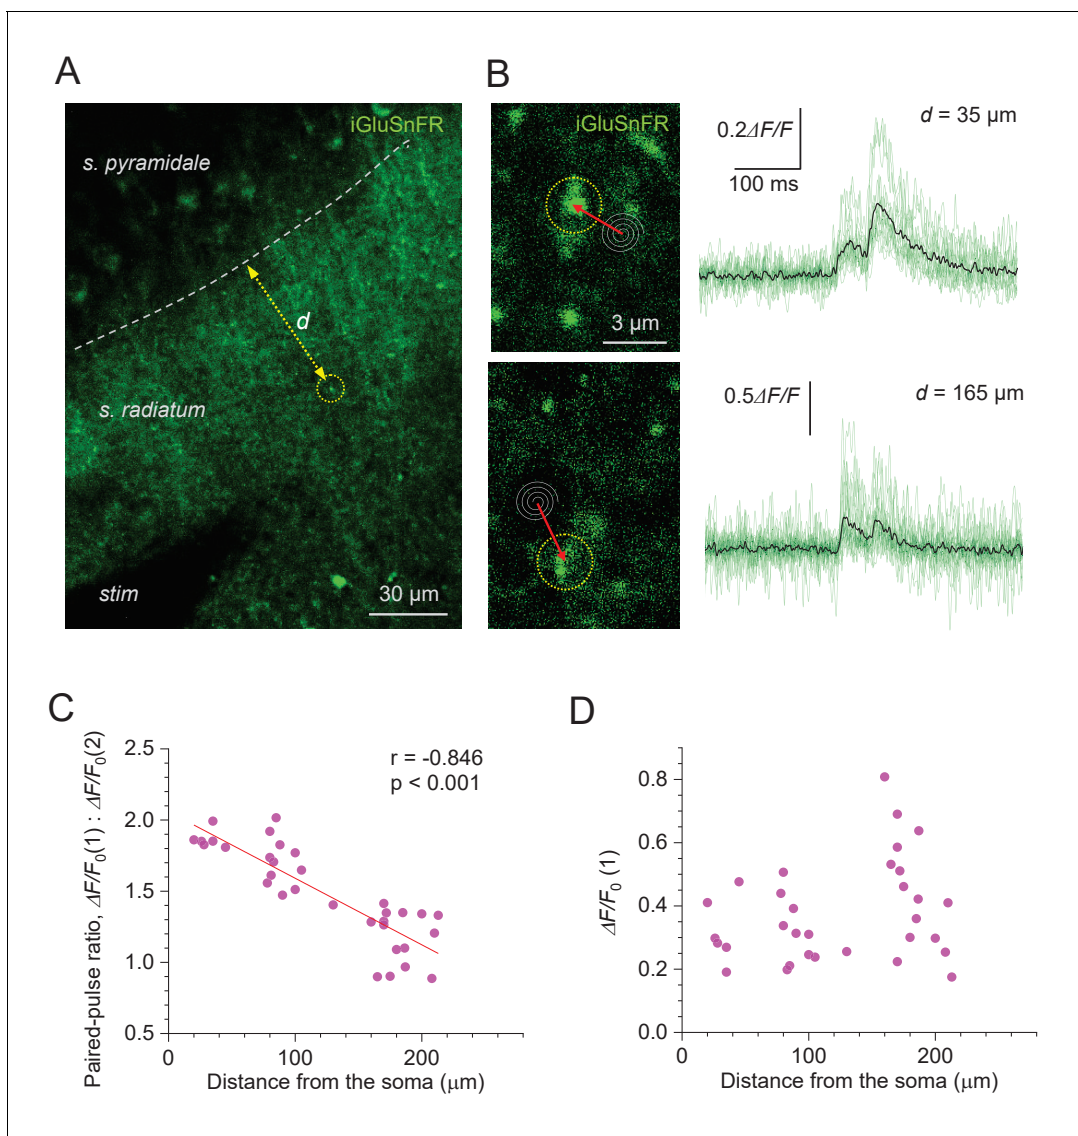 A
iGluSnFR
s. pyramidale
d
s. radiatum
stim
30 µm
B
iGluSnFR
3 µm
0.2ΔF/F
100 ms
d = 35 µm
0.5ΔF/F
d = 165 µm
C
Paired-pulse ratio, ΔF/F0(1) : ΔF/F0(2)
2.5
2.0
1.5
1.0
0.5
r = -0.846
p < 0.001
0
100
200
Distance from the soma (µm)
D
ΔF/F0 (1)
0.8
0.6
0.4
0.2
0.0
0
100
200
Distance from the soma (µm)